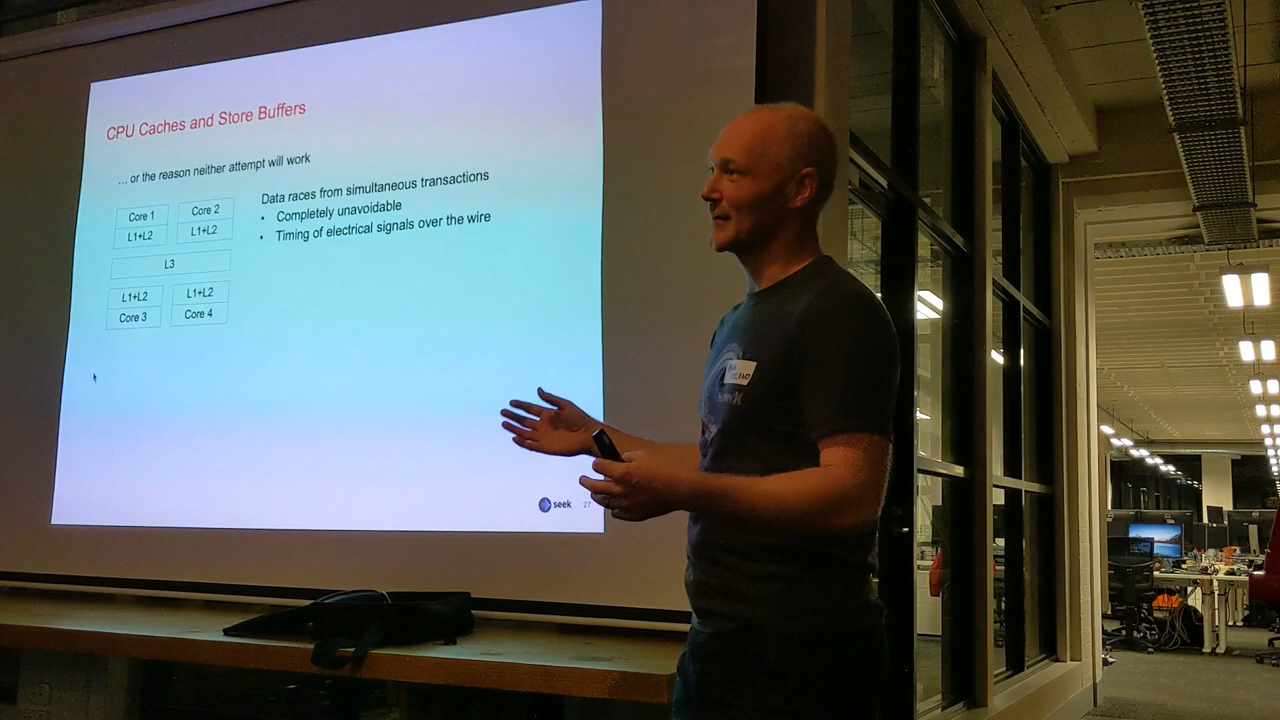 CPU Caches and Store Buffers
… or the reason neither attempt will work
Data races from simultaneous transactions
• Completely unavoidable
• Timing of electrical signals over the wire
Core 1 Core 2
L1+L2 L1+L2
L3
L1+L2 L1+L2
Core 3 Core 4
seek 27